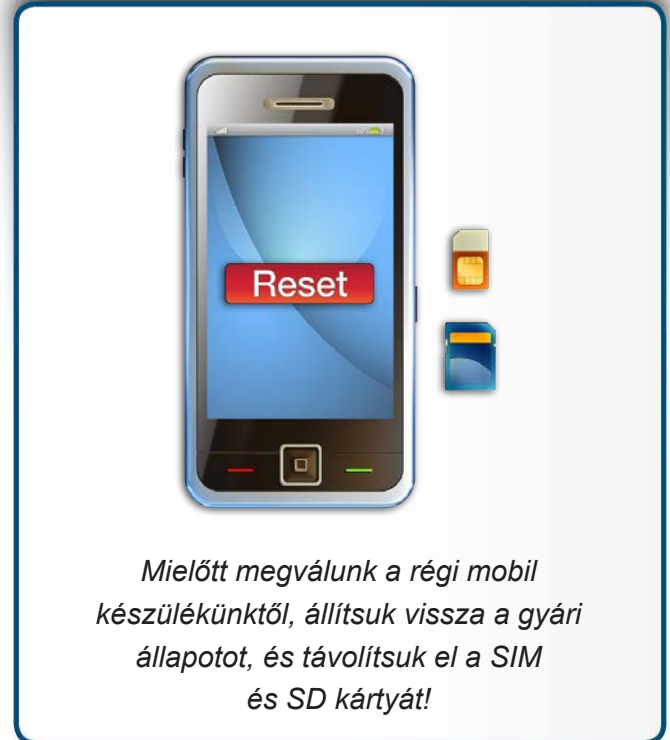 Reset
Mielőtt megválunk a régi mobil
készülékünktől, állítsuk vissza a gyári
állapotot, és távolítsuk el a SIM
és SD kártyát!